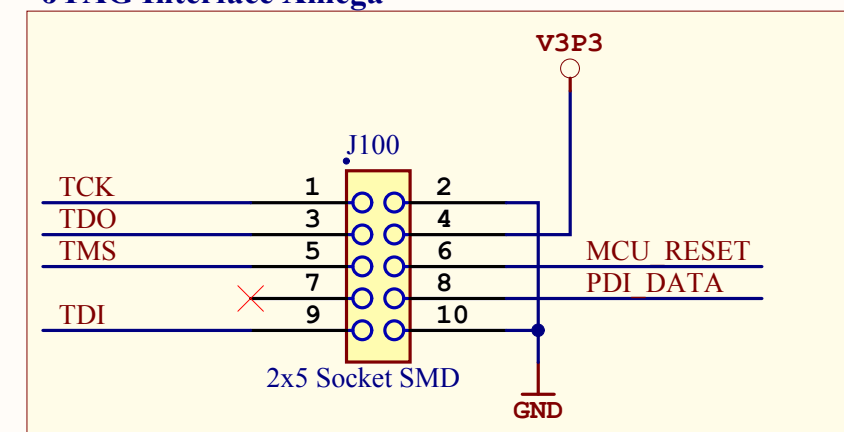 JTAG Interface Xmega
V3P3
J100
TCK 1 2
TDO 3 4
TMS 5 6 MCU_RESET
7 8 PDI_DATA
TDI 9 10
2x5 Socket SMD
GND